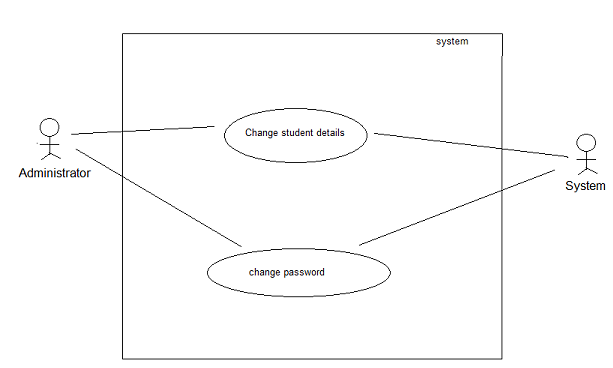 system
Change student details
Administrator
System
change password